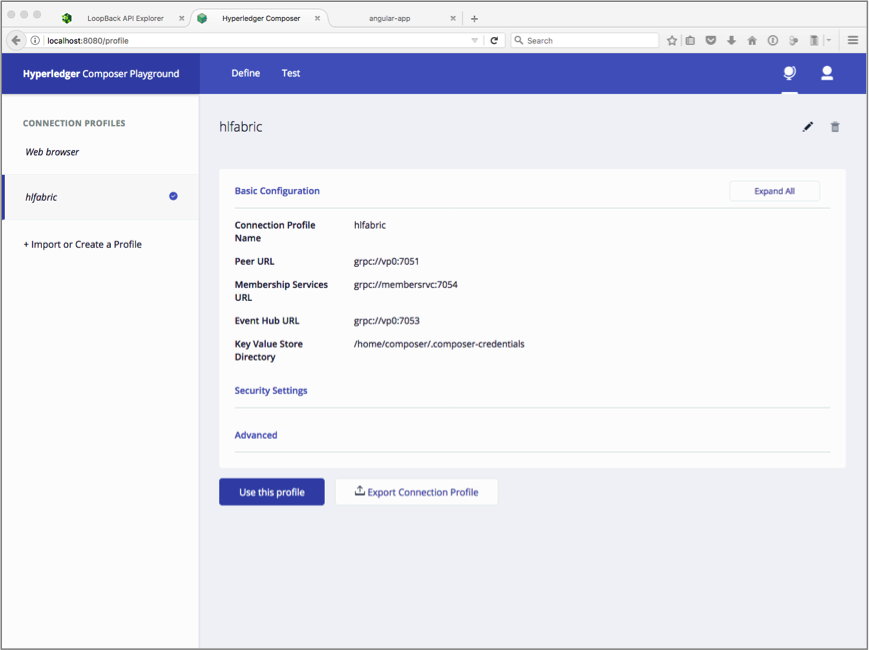 LoopBack API Explorer
Hyperledger Composer
angular-app
localhost:8080/profile
Search
Hyperledger Composer Playground
Define
Test
CONNECTION PROFILES
Web browser
hlfabric
+ Import or Create a Profile
hlfabric
Basic Configuration
Expand All
Connection Profile
Name
hlfabric
Peer URL
grpc://vp0:7051
Membership Services
URL
grpc://membersrvc:7054
Event Hub URL
grpc://vp0:7053
Key Value Store
Directory
/home/composer/.composer-credentials
Security Settings
Advanced
Use this profile
Export Connection Profile